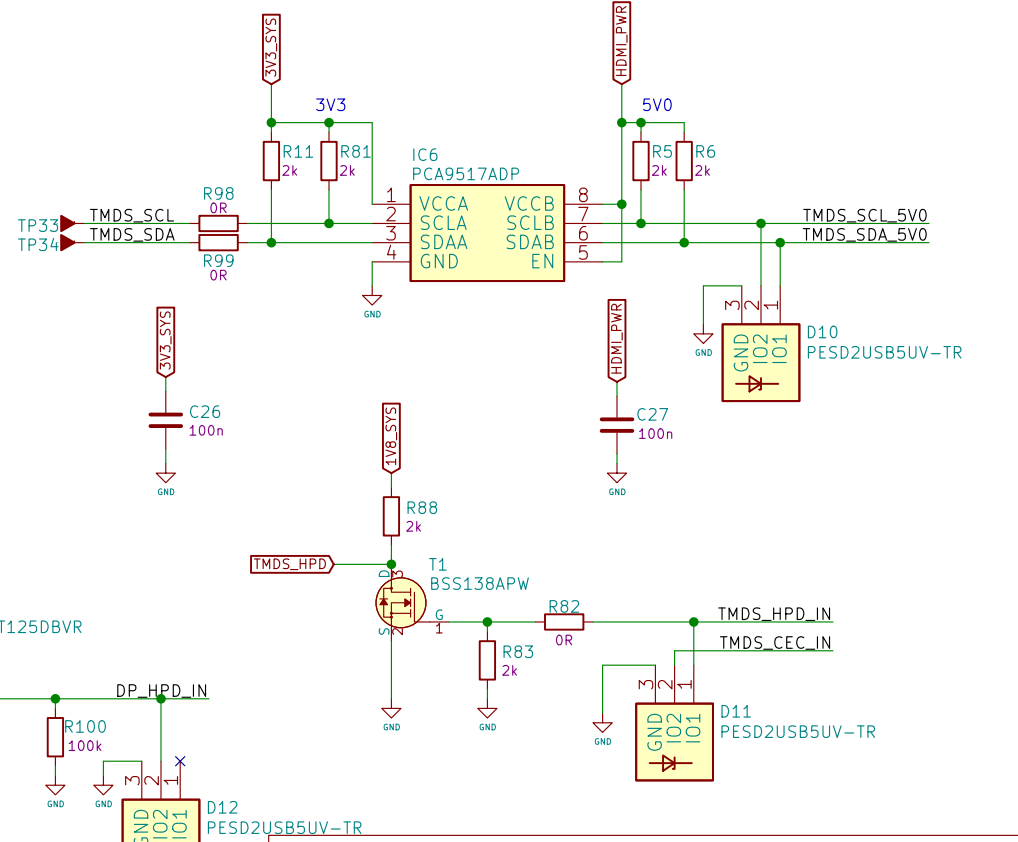 3V3_SYS
HDMI_PWR
3V3
5V0
R11
2k
R81
2k
IC6
PCA9517ADP
R5
2k
R6
2k
1 VCCA VCCB 8
2 SCLA SCLB 7
3 SDAA SDAB 6
4 GND EN 5
R98
0R
TP33 TMDS_SCL
TP34 TMDS_SDA
R99
0R
TMDS_SCL_5V0
TMDS_SDA_5V0
GND
3 2 1
GND IO2 IO1
GND
D10
PESD2USB5UV-TR
3V3_SYS
C26
100n
GND
HDMI_PWR
C27
100n
GND
1V8_SYS
R88
2k
TMDS_HPD
T1
BSS138APW
D 3
G 1
S 2
R82
0R
TMDS_HPD_IN
TMDS_CEC_IN
R83
2k
GND
GND
3 2 1
GND IO2 IO1
GND
D11
PESD2USB5UV-TR
T125DBVR
DP_HPD_IN
R100
100k
GND
GND
3 2 1
GND IO2 IO1
D12
PESD2USB5UV-TR